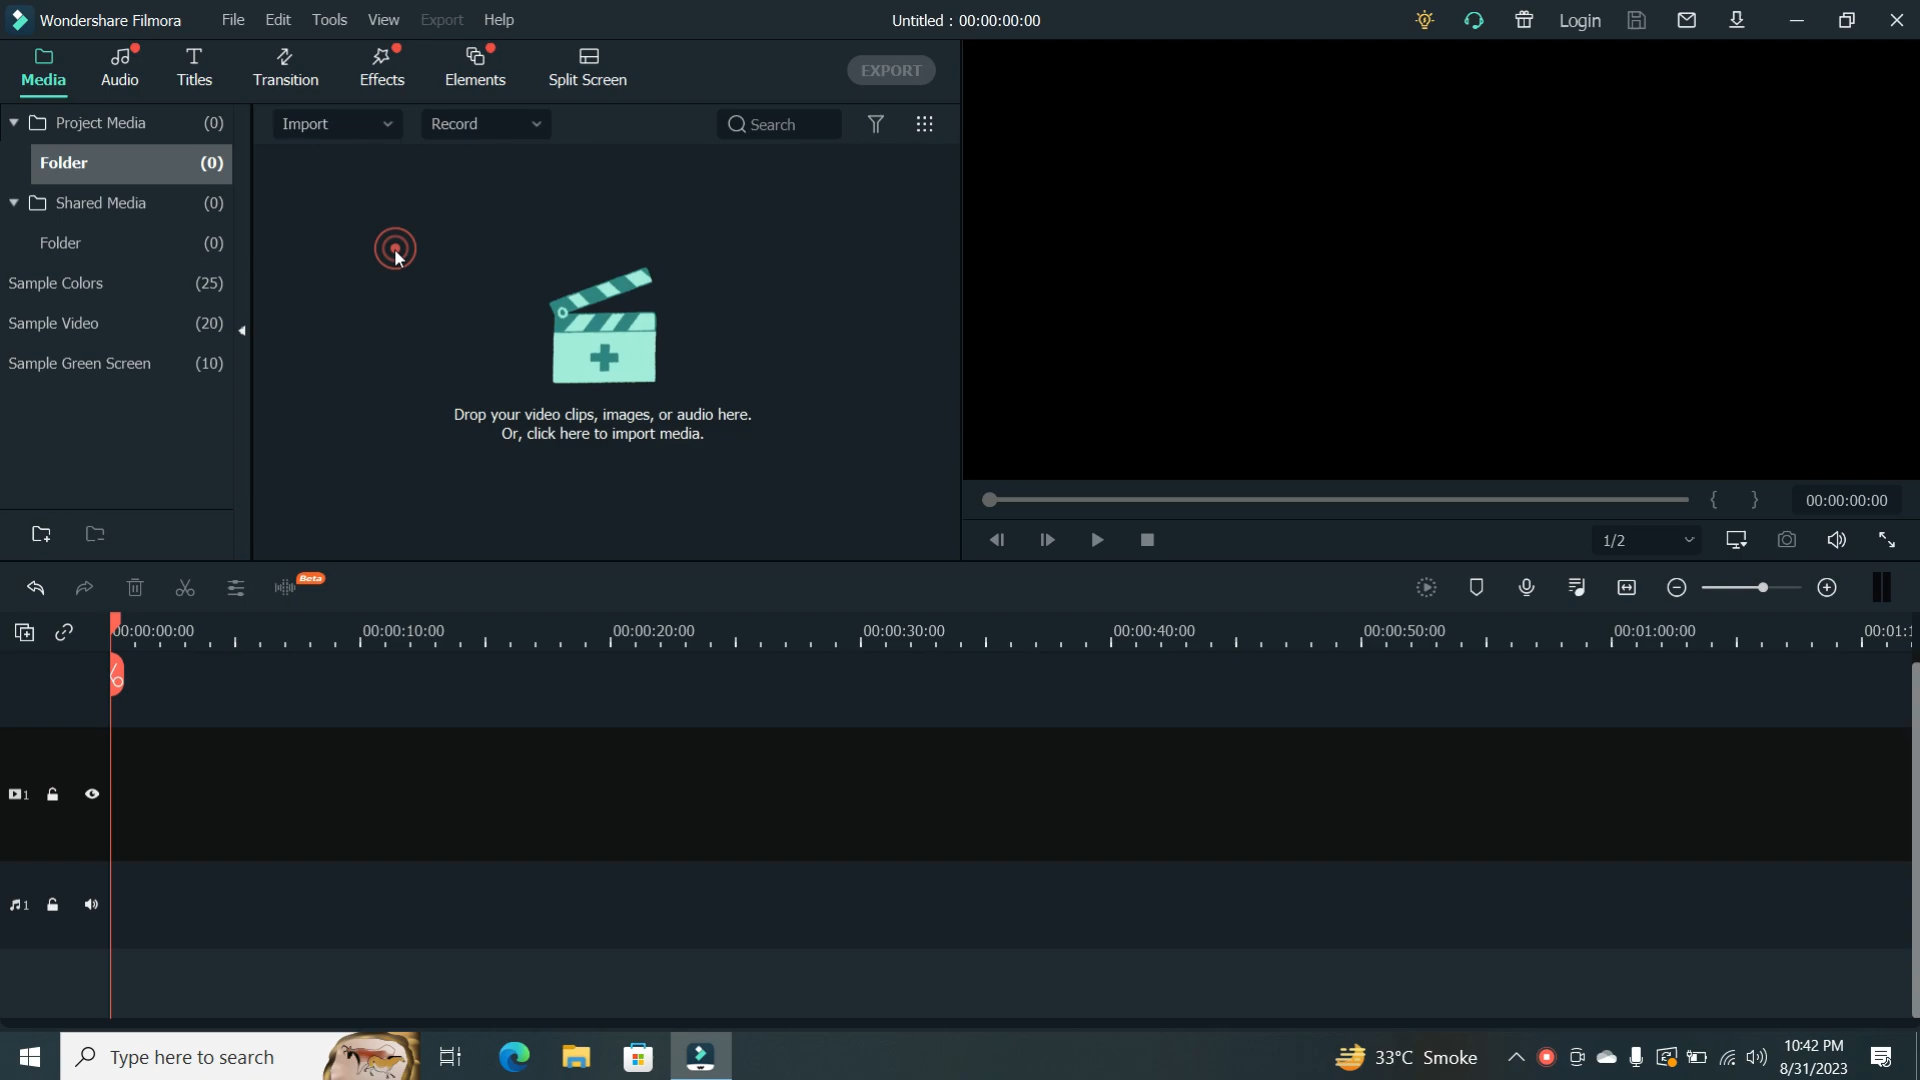 Wondershare Filmora File Edit Tools View Export Help Untitled : 00:00:00:00 Login
Media Audio Titles Transition Effects Elements Split Screen EXPORT
Project Media (0)
Folder (0)
Shared Media (0)
Folder (0)
Sample Colors (25)
Sample Video (20)
Sample Green Screen (10)
Import Record Search
Drop your video clips, images, or audio here.
Or, click here to import media.
00:00:00:00
1/2
Beta
00:00:00:00 00:00:10:00 00:00:20:00 00:00:30:00 00:00:40:00 00:00:50:00 00:01:00:00 00:01:1
1
1
Type here to search 33°C Smoke 10:42 PM
8/31/2023